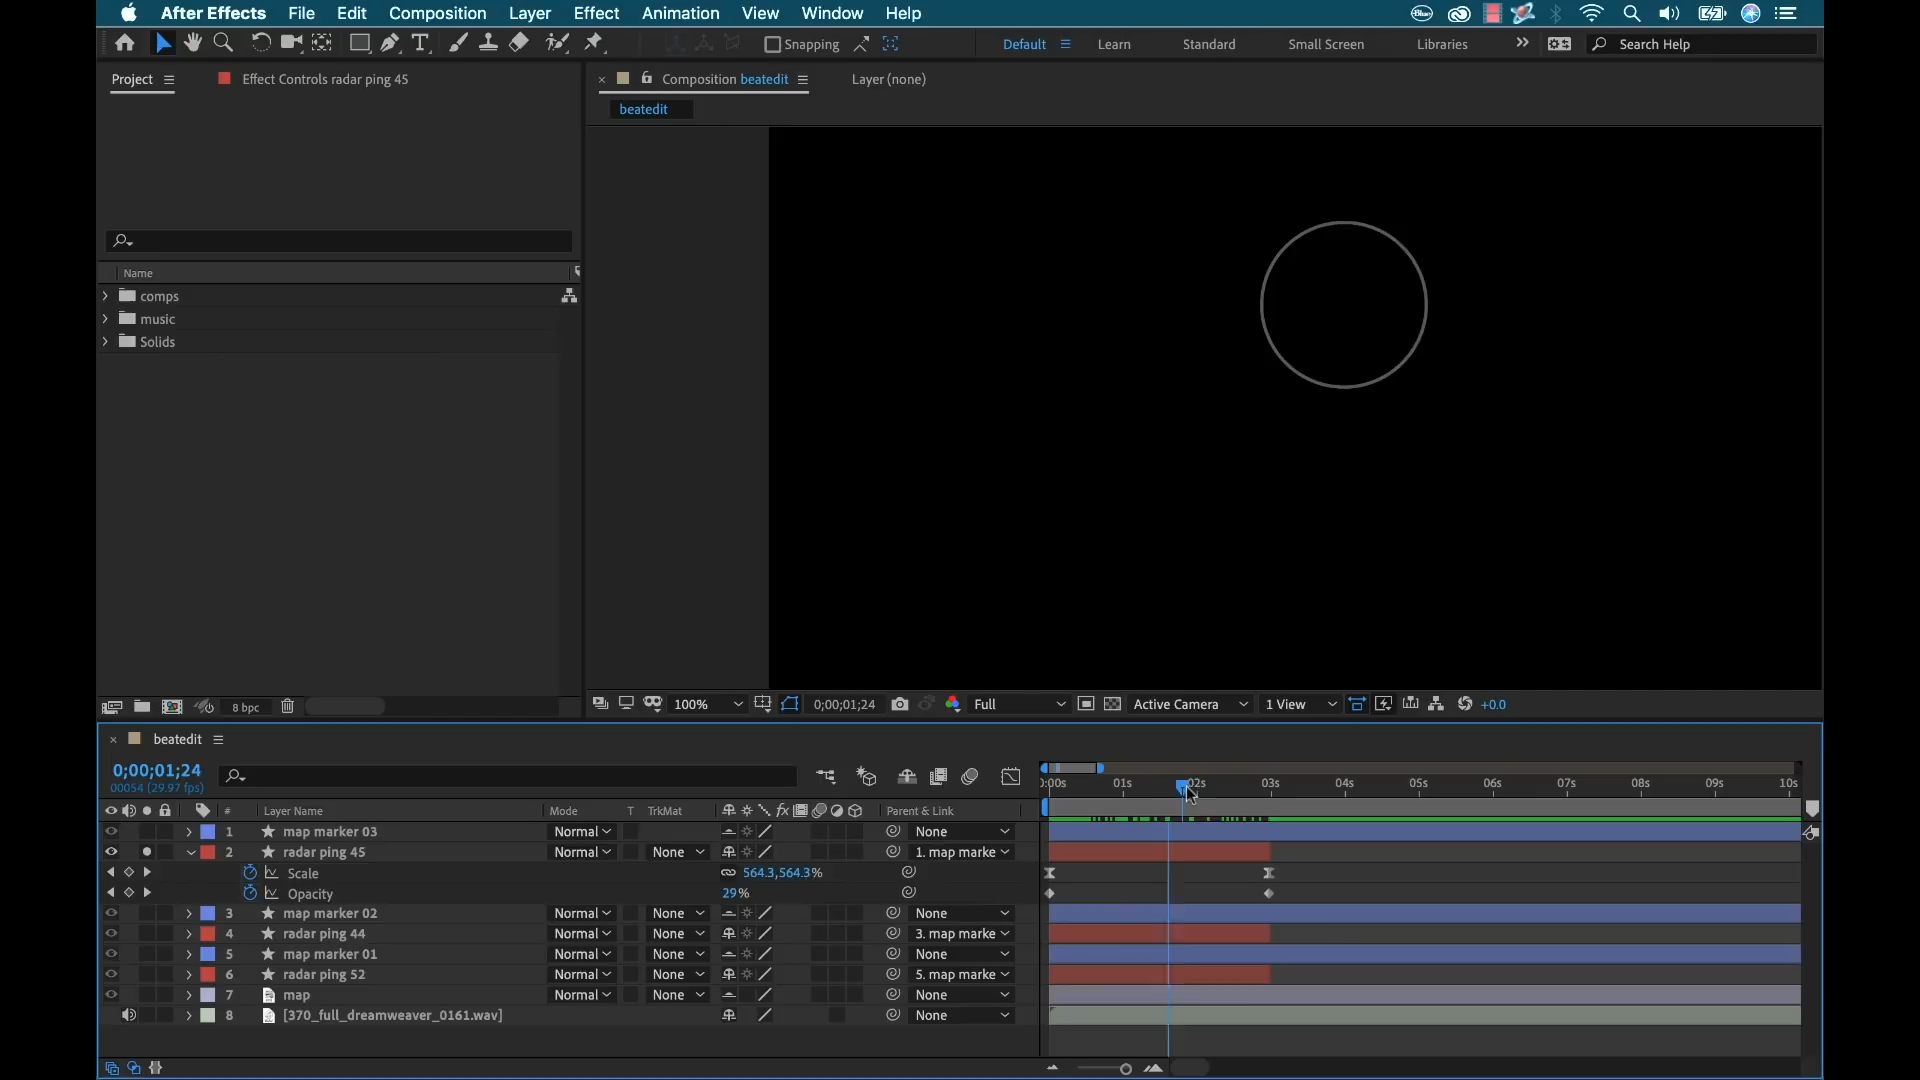 After Effects File Edit Composition Layer Effect Animation View Window Help
Snapping Default Learn Standard Small Screen Libraries Search Help
Project Effect Controls radar ping 45 Composition beatedit Layer (none)
beatedit
Name
comps
music
Solids
8 bpc 100% 0;00;01;24 Full Active Camera 1 View +0.0
beatedit
0;00;01;24
00054 (29.97 fps)
0:00s 01s 02s 03s 04s 05s 06s 07s 08s 09s 10s
# Layer Name Mode T TrkMat fx Parent & Link
1 map marker 03 Normal None
2 radar ping 45 Normal None 1. map marke
Scale 564.3,564.3%
Opacity 29%
3 map marker 02 Normal None None
4 radar ping 44 Normal None 3. map marke
5 map marker 01 Normal None None
6 radar ping 52 Normal None 5. map marke
7 map Normal None None
8 [370_full_dreamweaver_0161.wav] None